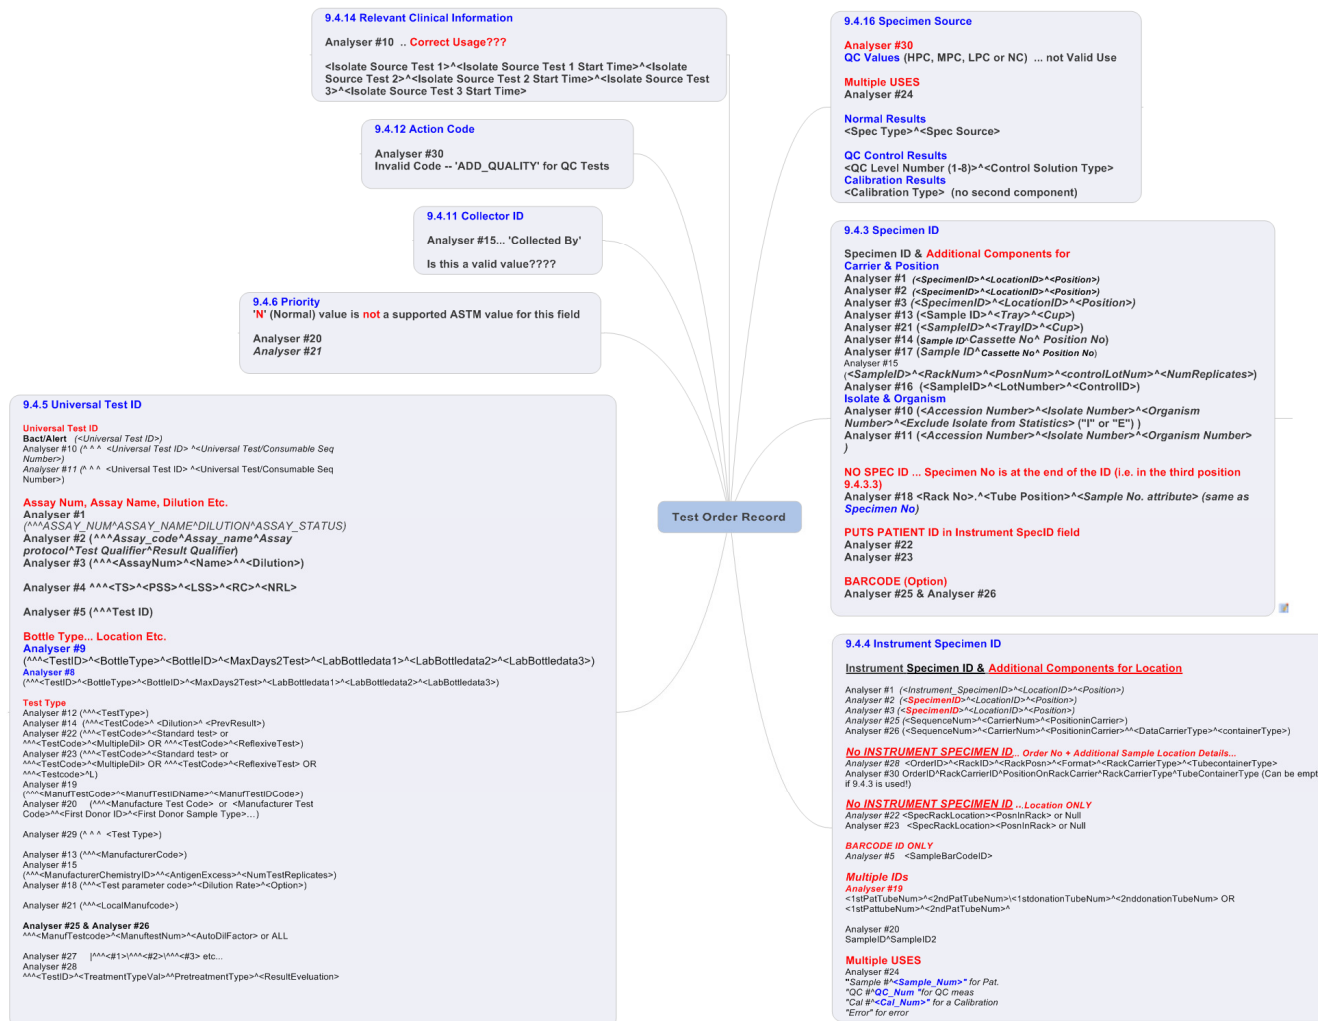 9.4.14 Relevant Clinical Information
Analyser #10 .. Correct Usage???
<Isolate Source Test 1>^<Isolate Source Test 1 Start Time>^<Isolate
Source Test 2>^<Isolate Source Test 2 Start Time>^<Isolate Source Test
3>^<Isolate Source Test 3 Start Time>
9.4.12 Action Code
Analyser #30
Invalid Code -- 'ADD_QUALITY' for QC Tests
9.4.11 Collector ID
Analyser #15... 'Collected By'
Is this a valid value????
9.4.6 Priority
'N' (Normal) value is not a supported ASTM value for this field
Analyser #20
Analyser #21
9.4.5 Universal Test ID
Universal Test ID
Bact/Alert (<Universal Test ID>)
Analyser #10 (^ ^ ^ <Universal Test ID> ^<Universal Test/Consumable Seq
Number>)
Analyser #11 (^ ^ ^ <Universal Test ID> ^<Universal Test/Consumable Seq
Number>)
Assay Num, Assay Name, Dilution Etc.
Analyser #1
(^^^ASSAY_NUM^ASSAY_NAME^DILUTION^ASSAY_STATUS)
Analyser #2 (^^^Assay_code^Assay_name^Assay
protocol^Test Qualifier^Result Qualifier)
Analyser #3 (^^^<AssayNum>^<Name>^^<Dilution>)
Analyser #4 ^^^<TS>^<PSS>^<LSS>^<RC>^<NRL>
Analyser #5 (^^^Test ID)
Bottle Type... Location Etc.
Analyser #9
(^^^<TestID>^<BottleType>^<BottleID>^<MaxDays2Test>^<LabBottledata1>^<LabBottledata2>^<LabBottledata3>)
Analyser #8
(^^^<TestID>^<BottleType>^<BottleID>^<MaxDays2Test>^<LabBottledata1>^<LabBottledata2>^<LabBottledata3>)
Test Type
Analyser #12 (^^^<TestType>)
Analyser #14 (^^^<TestCode>^ <Dilution>^ <PrevResult>)
Analyser #22 (^^^<TestCode>^<Standard test> or
^^^<TestCode>^<MultipleDil> OR ^^^<TestCode>^<ReflexiveTest>)
Analyser #23 (^^^<TestCode>^<Standard test> or
^^^<TestCode>^<MultipleDil> OR ^^^<TestCode>^<ReflexiveTest> OR
^^^<Testcode>^L)
Analyser #19
(^^^<ManufTestCode>^<ManufTestIDName>^<ManufTestIDCode>)
Analyser #20 (^^^<Manufacture Test Code> or <Manufacturer Test
Code>^^<First Donor ID>^<First Donor Sample Type>...)
Analyser #29 (^ ^ ^ <Test Type>)
Analyser #13 (^^^<ManufacturerCode>)
Analyser #15
(^^^<ManufacturerChemistryID>^^<AntigenExcess>^<NumTestReplicates>)
Analyser #18 (^^^<Test parameter code>^<Dilution Rate>^<Option>)
Analyser #21 (^^^<LocalManufcode>)
Analyser #25 & Analyser #26
^^^<ManufTestcode>^<ManuftestNum>^<AutoDilFactor> or ALL
Analyser #27 |^^^<#1>\^^^<#2>\^^^<#3> etc...
Analyser #28
^^^<TestID>^<TreatmentTypeVal>^^PretreatmentType>^<ResultEveluation>
Test Order Record
9.4.16 Specimen Source
Analyser #30
QC Values (HPC, MPC, LPC or NC) ... not Valid Use
Multiple USES
Analyser #24
Normal Results
<Spec Type>^<Spec Source>
QC Control Results
<QC Level Number (1-8)>^<Control Solution Type>
Calibration Results
<Calibration Type> (no second component)
9.4.3 Specimen ID
Specimen ID & Additional Components for
Carrier & Position
Analyser #1 (<SpecimenID>^<LocationID>^<Position>)
Analyser #2 (<SpecimenID>^<LocationID>^<Position>)
Analyser #3 (<SpecimenID>^<LocationID>^<Position>)
Analyser #13 (<Sample ID>^<Tray>^<Cup>)
Analyser #21 (<SampleID>^<TrayID>^<Cup>)
Analyser #14 (Sample ID^Cassette No^ Position No)
Analyser #17 (Sample ID^Cassette No^ Position No)
Analyser #15
(<SampleID>^<RackNum>^<PosnNum>^<controlLotNum>^<NumReplicates>)
Analyser #16 (<SampleID>^<LotNumber>^<ControlID>)
Isolate & Organism
Analyser #10 (<Accession Number>^<Isolate Number>^<Organism
Number>^<Exclude Isolate from Statistics> ("I" or "E") )
Analyser #11 (<Accession Number>^<Isolate Number>^<Organism Number>
)
NO SPEC ID ... Specimen No is at the end of the ID (i.e. in the third position
9.4.3.3)
Analyser #18 <Rack No>.^<Tube Position>^<Sample No. attribute> (same as
Specimen No)
PUTS PATIENT ID in Instrument SpecID field
Analyser #22
Analyser #23
BARCODE (Option)
Analyser #25 & Analyser #26
9.4.4 Instrument Specimen ID
Instrument Specimen ID & Additional Components for Location
Analyser #1 (<Instrument_SpecimenID>^<LocationID>^<Position>)
Analyser #2 (<SpecimenID>^<LocationID>^<Position>)
Analyser #3 (<SpecimenID>^<LocationID>^<Position>)
Analyser #25 (<SequenceNum>^<CarrierNum>^<PositioninCarrier>)
Analyser #26 (<SequenceNum>^<CarrierNum>^<PositioninCarrier>^^<DataCarrierType>^<containerType>)
No INSTRUMENT SPECIMEN ID... Order No + Additional Sample Location Details...
Analyser #28 <OrderID>^<RackID>^<RackPosn>^<Format>^<RackCarrierType>^<TubecontainerType>
Analyser #30 OrderID^RackCarrierID^PositionOnRackCarrier^RackCarrierType^TubeContainerType (Can be empt
if 9.4.3 is used!)
No INSTRUMENT SPECIMEN ID ...Location ONLY
Analyser #22 <SpecRackLocation><PosnInRack> or Null
Analyser #23 <SpecRackLocation><PosnInRack> or Null
BARCODE ID ONLY
Analyser #5 <SampleBarCodeID>
Multiple IDs
Analyser #19
<1stPatTubeNum>^<2ndPatTubeNum>\<1stdonationTubeNum>^<2nddonationTubeNum> OR
<1stPattubeNum>^<2ndPatTubeNum>^
Analyser #20
SampleID^SampleID2
Multiple USES
Analyser #24
"Sample #^<Sample_Num>" for Pat.
"QC #^QC_Num "for QC meas
"Cal #^<Cal_Num>" for a Calibration
"Error" for error